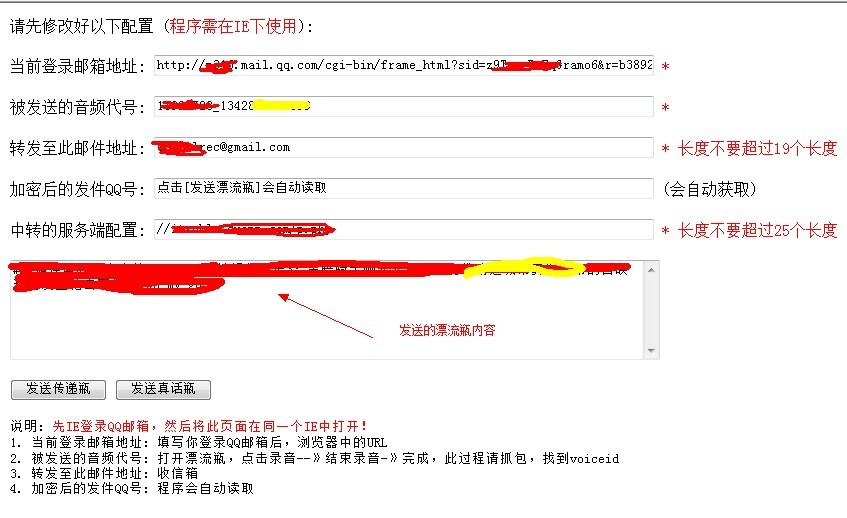 请先修改好以下配置（程序需在IE下使用）：
当前登录邮箱地址: http:// .mail.qq.com/cgi-bin/frame_html?sid=z9 ramo6&r=b3892 *
被发送的音频代号: _13428 *
转发至此邮件地址: rec@gmail.com * 长度不要超过19个长度
加密后的发件QQ号: 点击[发送漂流瓶]会自动读取 (会自动获取)
中转的服务端配置: // * 长度不要超过25个长度
发送的漂流瓶内容
发送传递瓶 发送真话瓶
说明: 先IE登录QQ邮箱，然后将此页面在同一个IE中打开！
1. 当前登录邮箱地址: 填写你登录QQ邮箱后, 浏览器中的URL
2. 被发送的音频代号: 打开漂流瓶，点击录音--》结束录音-》完成，此过程请抓包，找到voiceid
3. 转发至此邮件地址: 收信箱
4. 加密后的发件QQ号: 程序会自动读取